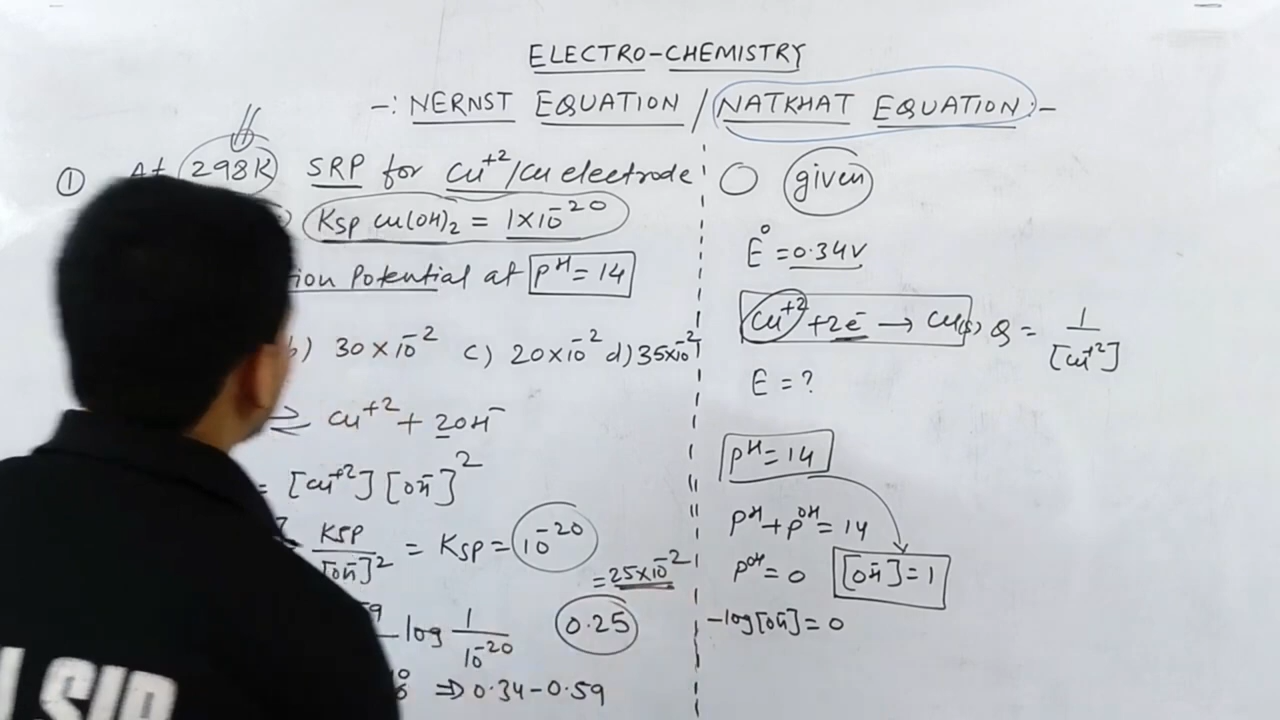 ELECTRO-CHEMISTRY
-: NERNST EQUATION / NATKHAT EQUATION :-
① At 298K SRP for Cu⁺²/Cu electrode
Ksp Cu(OH)₂ = 1×10⁻²⁰
ion Potential at pH = 14
b) 30×10⁻² c) 20×10⁻² d) 35×10⁻²
⇌ Cu⁺² + 2OH⁻
= [Cu⁺²][OH⁻]²
Ksp/[OH⁻]² = Ksp = 10⁻²⁰
= 25×10⁻²
log 1/10⁻²⁰ 0.25
⇒ 0.34-0.59
given
E° = 0.34V
Cu⁺² + 2e⁻ → Cu(s) Q = 1/[Cu⁺²]
E = ?
pH = 14
pH + pOH = 14
pOH = 0 [OH⁻] = 1
-log[OH⁻] = 0
L SIR